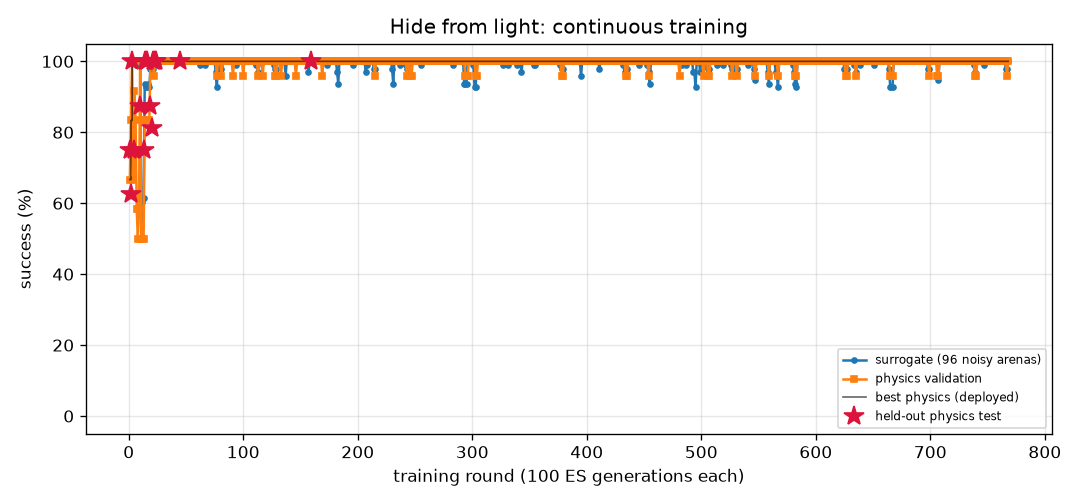 Hide from light: continuous training
success (%)
100
80
60
40
20
0
0 100 200 300 400 500 600 700 800
training round (100 ES generations each)
surrogate (96 noisy arenas)
physics validation
best physics (deployed)
held-out physics test